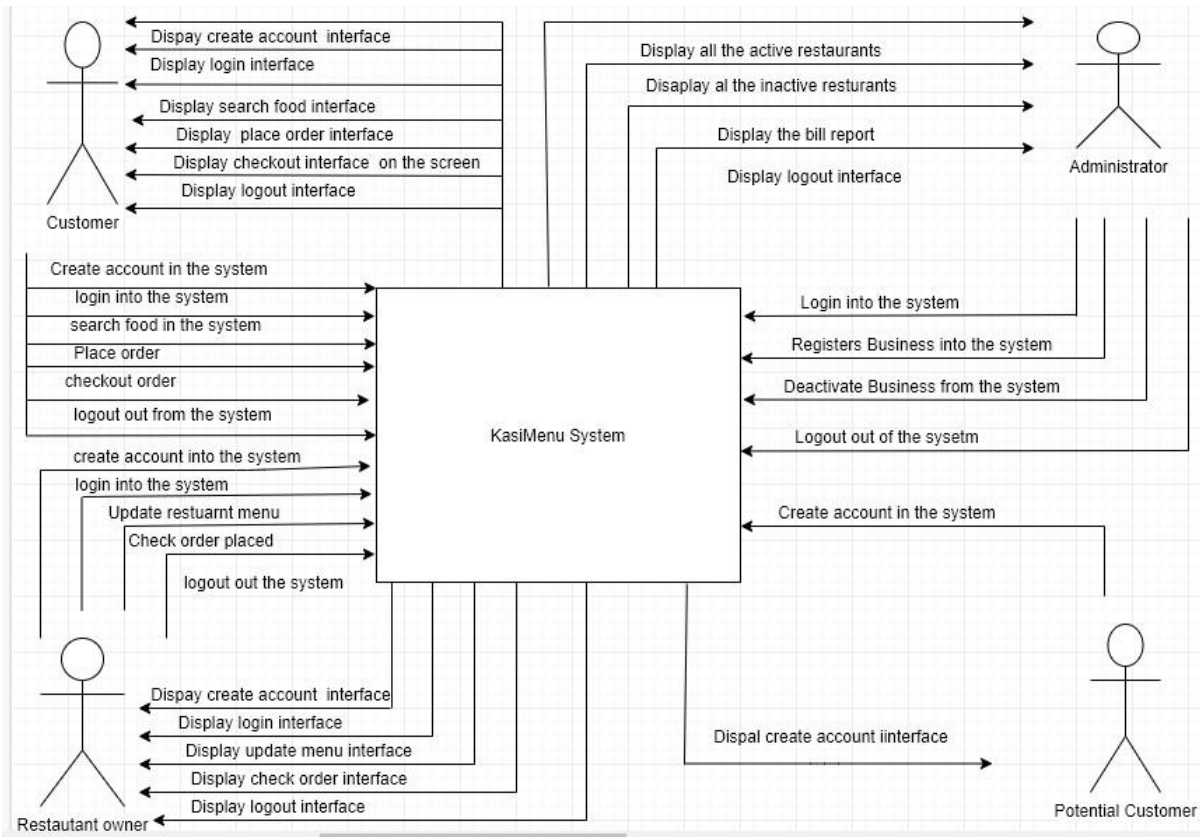 Dispay create account interface
Display login interface
Display search food interface
Display place order interface
Display checkout interface on the screen
Display logout interface
Customer
Display all the active restaurants
Disaplay al the inactive resturants
Display the bill report
Display logout interface
Administrator
Create account in the system
login into the system
search food in the system
Place order
checkout order
logout out from the system
create account into the system
login into the system
Update restuarnt menu
Check order placed
logout out the system
KasiMenu System
Login into the system
Registers Business into the system
Deactivate Business from the system
Logout out of the sysetm
Create account in the system
Dispay create account interface
Display login interface
Display update menu interface
Display check order interface
Display logout interface
Restautant owner
Dispal create account iinterface
Potential Customer